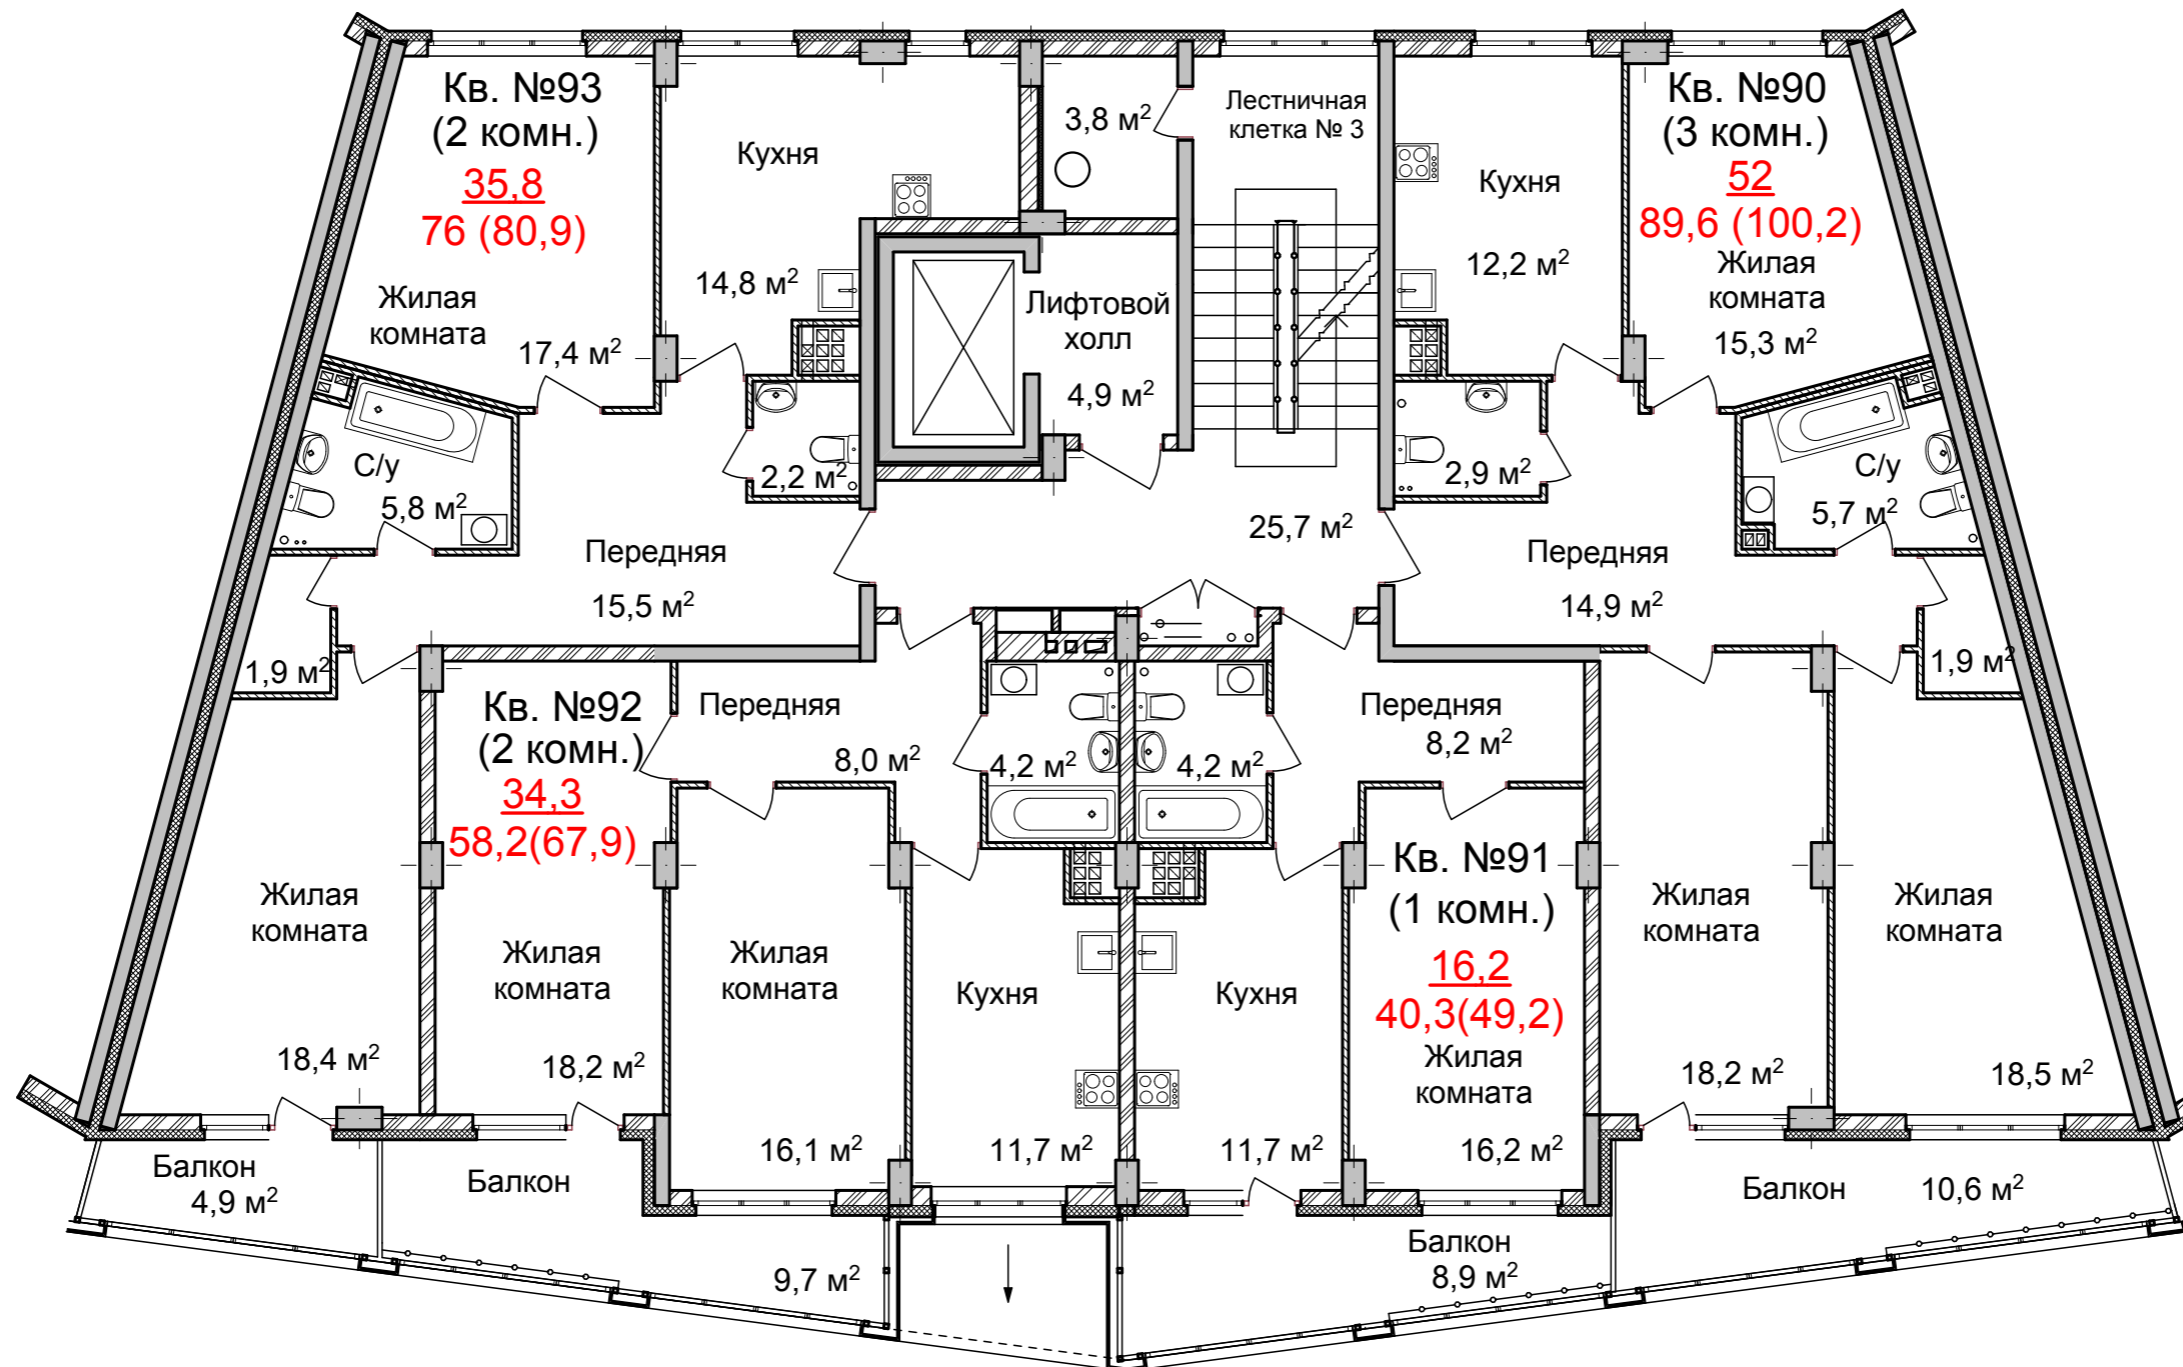 Кв. №93
(2 комн.)
35,8
76 (80,9)
Жилая
комната
17,4 м²
Кухня
14,8 м²
3,8 м²
Лестничная
клетка № 3
Лифтовой
холл
4,9 м²
Кухня
12,2 м²
Кв. №90
(3 комн.)
52
89,6 (100,2)
Жилая
комната
15,3 м²
С/у
5,8 м²
2,2 м²
25,7 м²
2,9 м²
С/у
5,7 м²
Передняя
15,5 м²
Передняя
14,9 м²
1,9 м²
1,9 м²
Кв. №92
(2 комн.)
34,3
58,2(67,9)
Передняя
8,0 м²
4,2 м²
4,2 м²
Передняя
8,2 м²
Кв. №91
(1 комн.)
16,2
40,3(49,2)
Жилая
комната
16,2 м²
Жилая
комната
18,4 м²
Жилая
комната
18,2 м²
Жилая
комната
16,1 м²
Кухня
11,7 м²
Кухня
11,7 м²
Жилая
комната
18,2 м²
Жилая
комната
18,5 м²
Балкон
4,9 м²
Балкон
9,7 м²
Балкон
8,9 м²
Балкон
10,6 м²